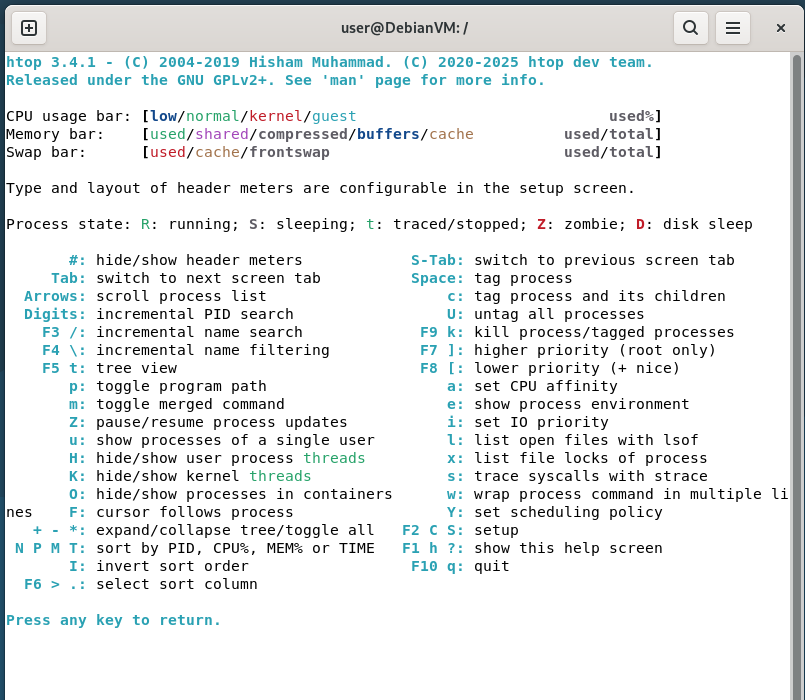 user@DebianVM: /
htop 3.4.1 - (C) 2004-2019 Hisham Muhammad. (C) 2020-2025 htop dev team.
Released under the GNU GPLv2+. See 'man' page for more info.
CPU usage bar: [low/normal/kernel/guest                            used%]
Memory bar:    [used/shared/compressed/buffers/cache          used/total]
Swap bar:      [used/cache/frontswap                          used/total]
Type and layout of header meters are configurable in the setup screen.
Process state: R: running; S: sleeping; t: traced/stopped; Z: zombie; D: disk sleep
       #: hide/show header meters            S-Tab: switch to previous screen tab
     Tab: switch to next screen tab          Space: tag process
  Arrows: scroll process list                    c: tag process and its children
  Digits: incremental PID search                 U: untag all processes
    F3 /: incremental name search             F9 k: kill process/tagged processes
    F4 \: incremental name filtering          F7 ]: higher priority (root only)
    F5 t: tree view                           F8 [: lower priority (+ nice)
       p: toggle program path                    a: set CPU affinity
       m: toggle merged command                  e: show process environment
       Z: pause/resume process updates           i: set IO priority
       u: show processes of a single user        l: list open files with lsof
       H: hide/show user process threads         x: list file locks of process
       K: hide/show kernel threads               s: trace syscalls with strace
       O: hide/show processes in containers      w: wrap process command in multiple li
nes    F: cursor follows process                 Y: set scheduling policy
   + - *: expand/collapse tree/toggle all   F2 C S: setup
 N P M T: sort by PID, CPU%, MEM% or TIME   F1 h ?: show this help screen
       I: invert sort order                  F10 q: quit
  F6 > .: select sort column
Press any key to return.